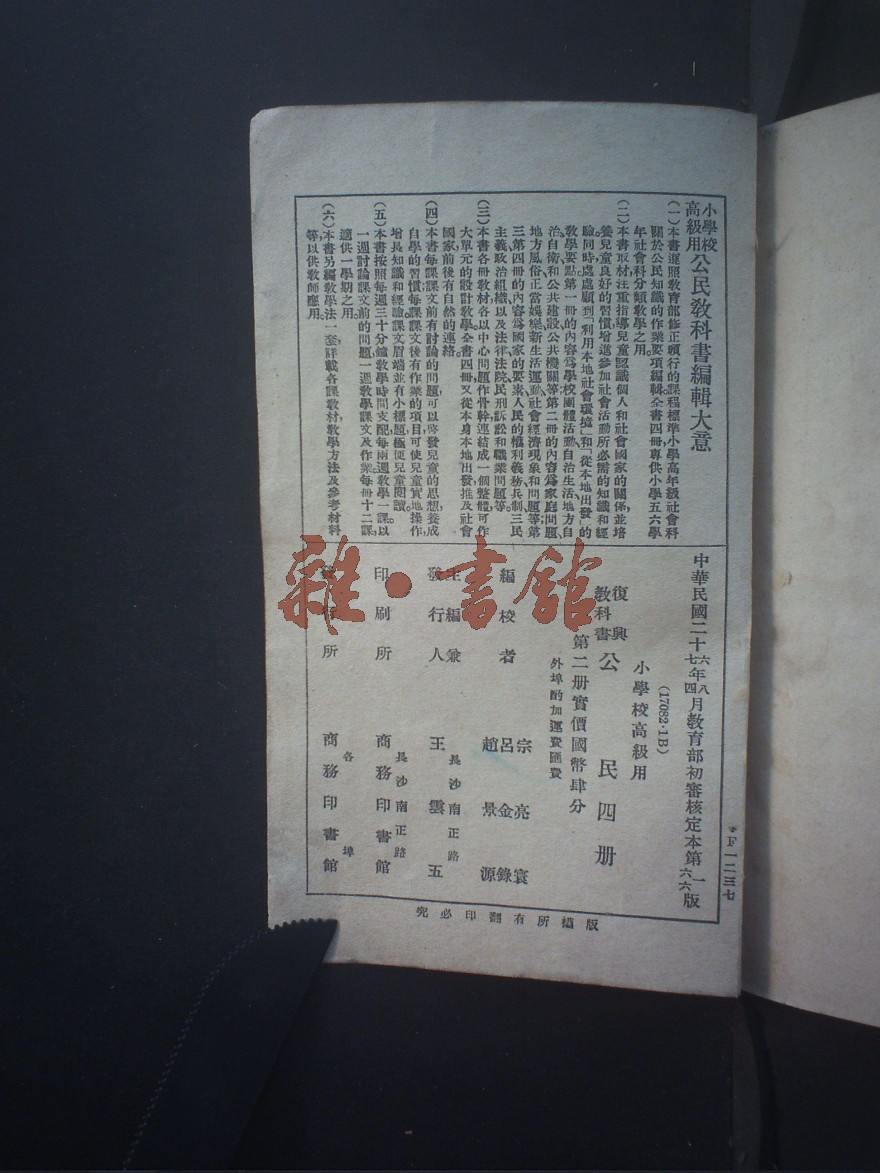 小學校高級用公民教科書編輯大意
(一)本書遵照教育部修正頒行的課程標準小學高年級社會科
關於公民知識的作業要項編輯全書四冊專供小學五六學
年社會科分類教學之用。
(二)本書取材注重指導兒童認識個人和社會國家的關係並培
養兒童良好的習慣增進參加社會活動所必需的知識和經
驗同時處處顧到「利用本地社會環境」和「從本地出發」的
教學要點第一冊的內容為學校團體活動自治生活地方自
治自衛和公共建設公共機關等第二冊的內容為家庭問題、
地方風俗正當娛樂新生活運動社會經濟現象和問題等第
三第四冊的內容為國家的要素人民的權利義務兵制三民
主義政治組織以及法律法院民刑訴訟和職業問題等。
(三)本書各冊教材各以中心問題作骨幹連結成一個整體可作
大單元的設計教學全書四冊又從本身本地出發推及社會
國家前後有自然的連絡。
(四)本書每課課文前有討論的問題可以啓發兒童的思想養成
自學的習慣每課課文後有作業的項目可使兒童實地操作
增長知識和經驗課文眉端並有小標題極便兒童閱讀。
(五)本書按照每週三十分鐘教學時間支配每兩週教學一課以
一週討論課文前的問題一週教學課文及作業每冊十二課
適供一學期之用。
(六)本書另編教學法一套詳載各課教材教學方法及參考材料
等以供教師應用。
中華民國二十六年八月教育部初審核定本第一版
七 四 六六
(17082·1B)
小學校高級用
復興教科書 公民四冊
第二冊實價國幣肆分
外埠酌加運費匯費
編校者 宗亮寰
呂金錄
趙景源
主編兼發行人 王雲五
長沙南正路
印刷所 商務印書館
長沙南正路
發行所 商務印書館
各埠
版權所有翻印必究
F一二三七
雜·書館